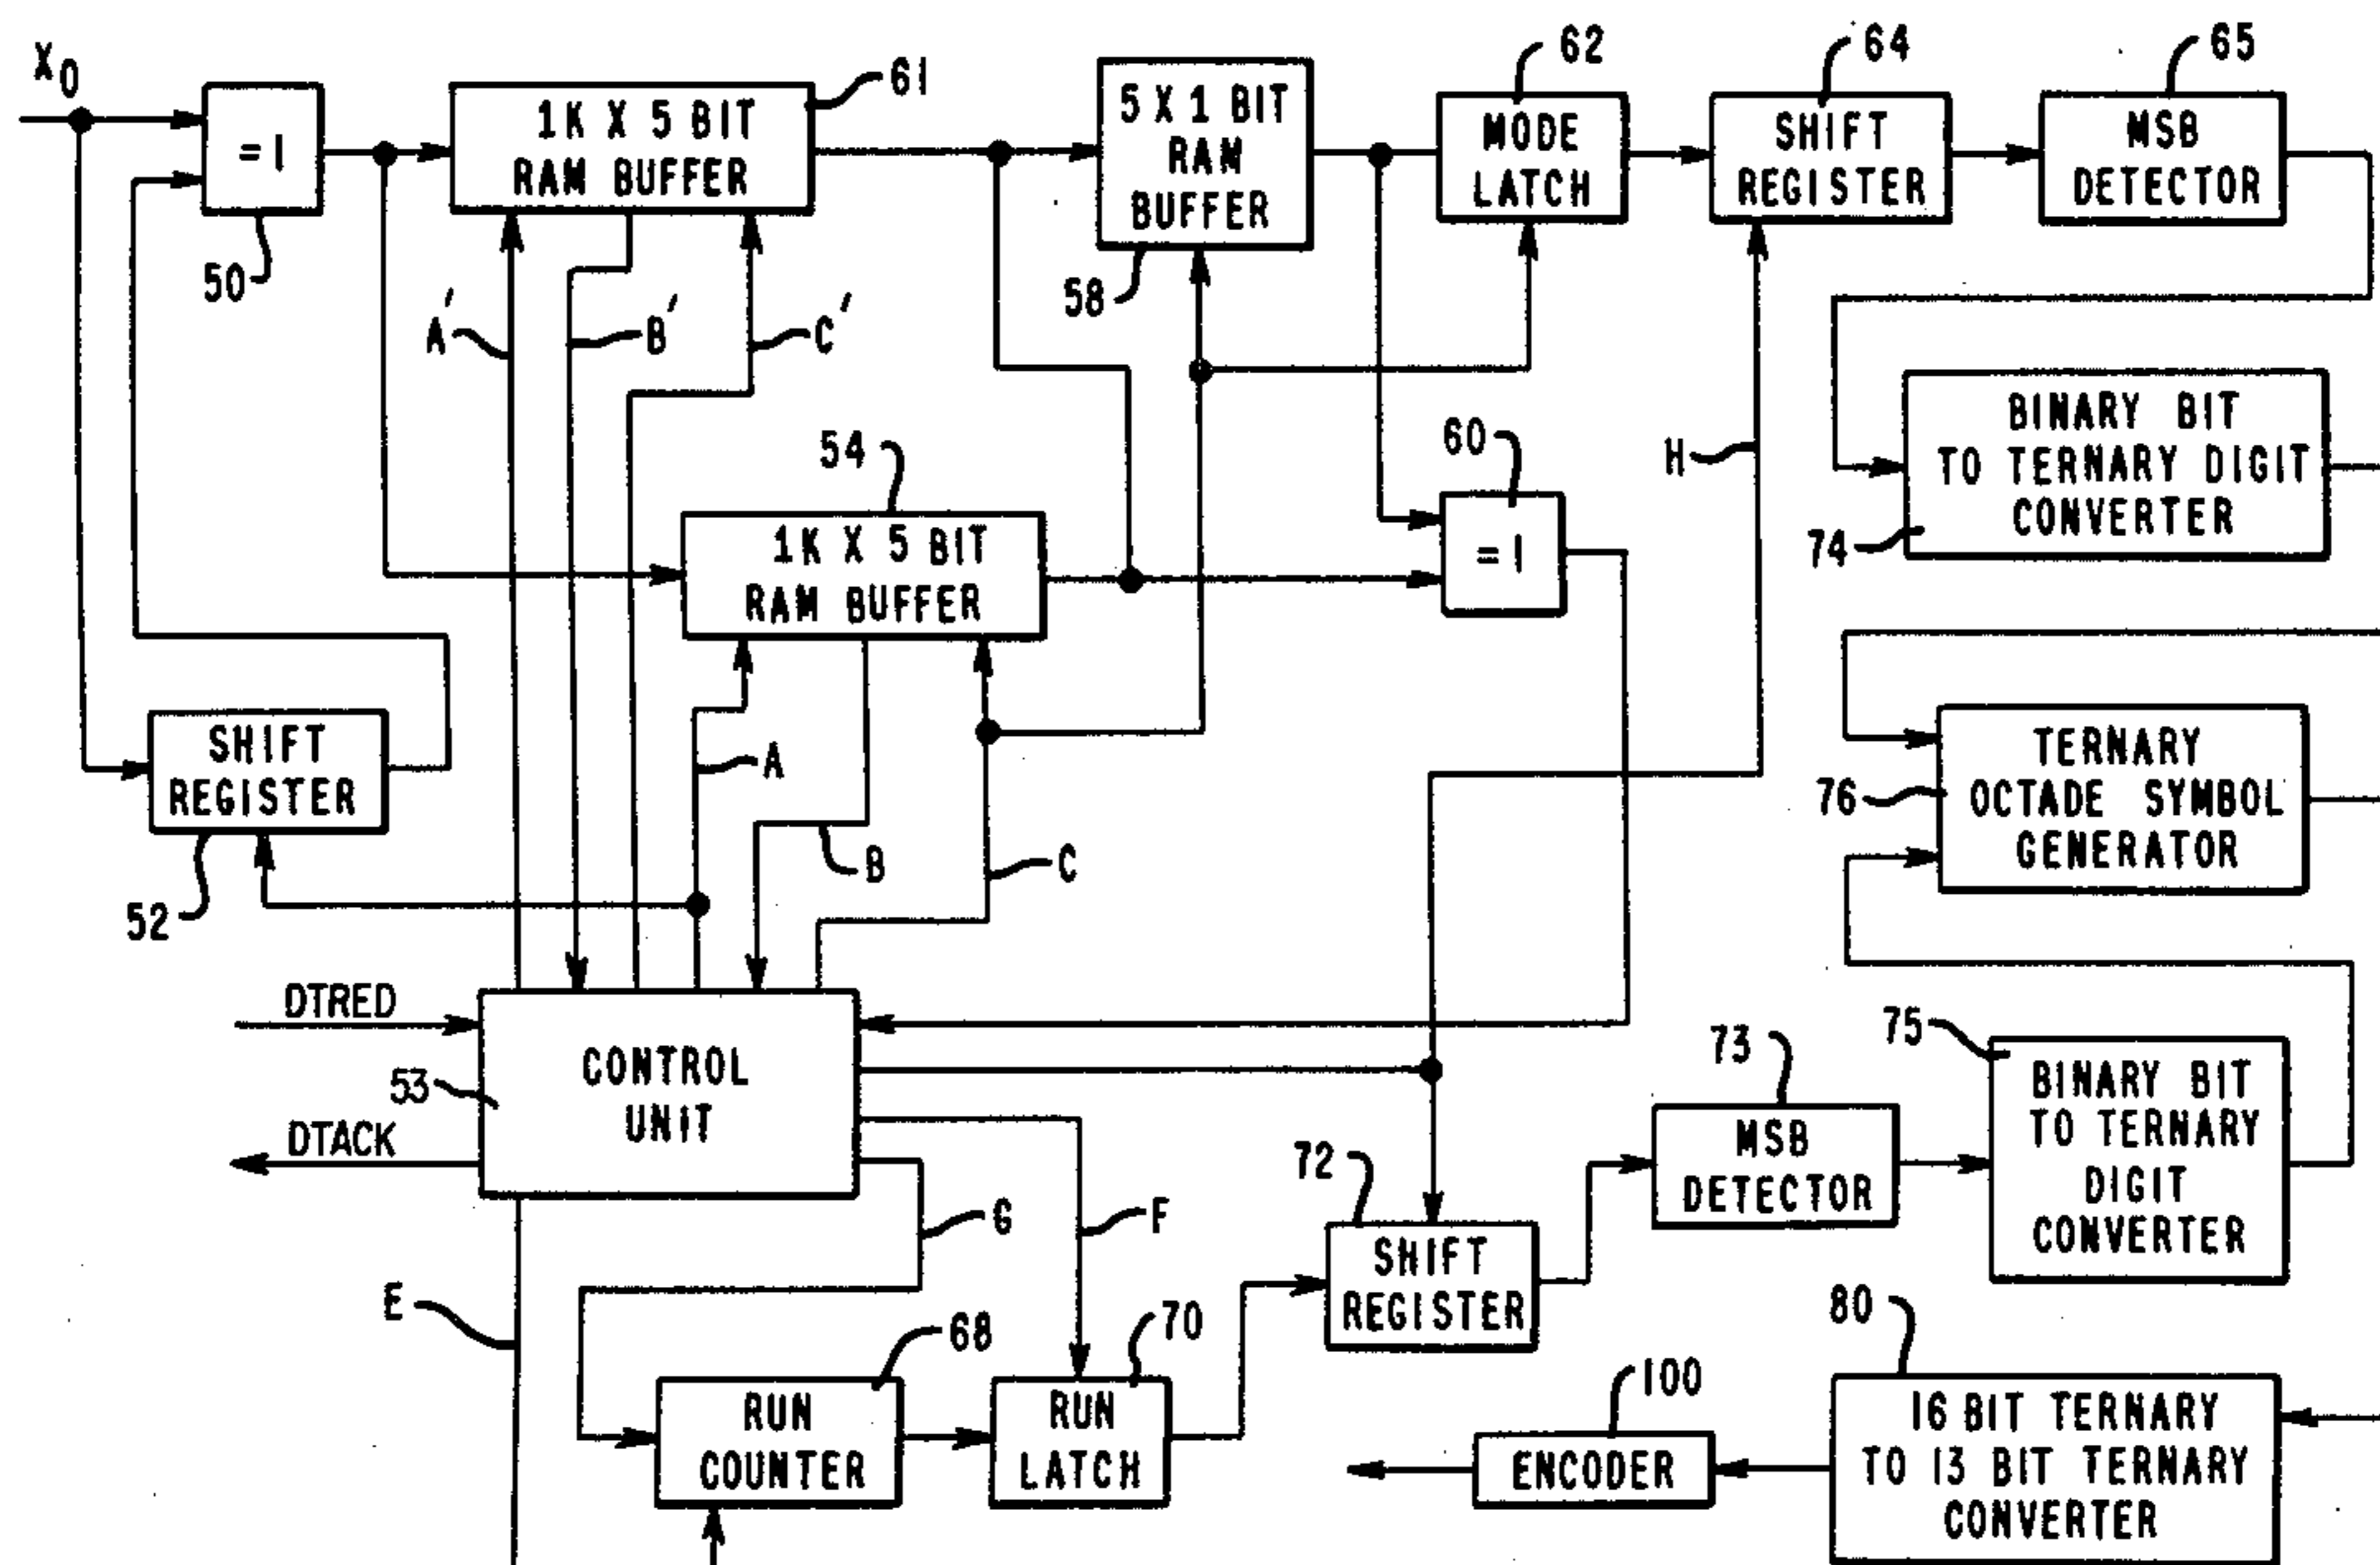 X0
=1
50
1K X 5 BIT
RAM BUFFER
61
5 X 1 BIT
RAM
BUFFER
58
MODE
LATCH
62
SHIFT
REGISTER
64
MSB
DETECTOR
65
A'
B'
C'
BINARY BIT
TO TERNARY DIGIT
CONVERTER
74
54
1K X 5 BIT
RAM BUFFER
60
=1
H
SHIFT
REGISTER
52
A
B
C
TERNARY
OCTADE SYMBOL
GENERATOR
76
DTRED
DTACK
CONTROL
UNIT
53
G
F
E
72
SHIFT
REGISTER
73
MSB
DETECTOR
75
BINARY BIT
TO TERNARY
DIGIT
CONVERTER
68
RUN
COUNTER
70
RUN
LATCH
100
ENCODER
80
16 BIT TERNARY
TO 13 BIT TERNARY
CONVERTER